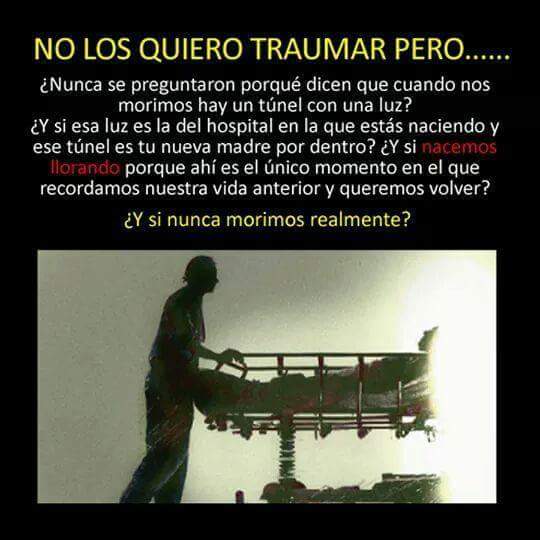 NO LOS QUIERO TRAUMAR PERO......
¿Nunca se preguntaron porqué dicen que cuando nos
morimos hay un túnel con una luz?
¿Y si esa luz es la del hospital en la que estás naciendo y
ese túnel es tu nueva madre por dentro? ¿Y si nacemos
llorando porque ahí es el único momento en el que
recordamos nuestra vida anterior y queremos volver?
¿Y si nunca morimos realmente?